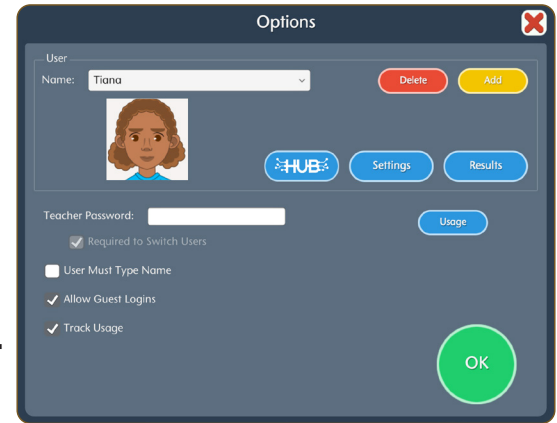 Options
User
Name: Tiana Delete Add
HUB Settings Results
Teacher Password: Usage
Required to Switch Users
User Must Type Name
Allow Guest Logins
Track Usage
OK